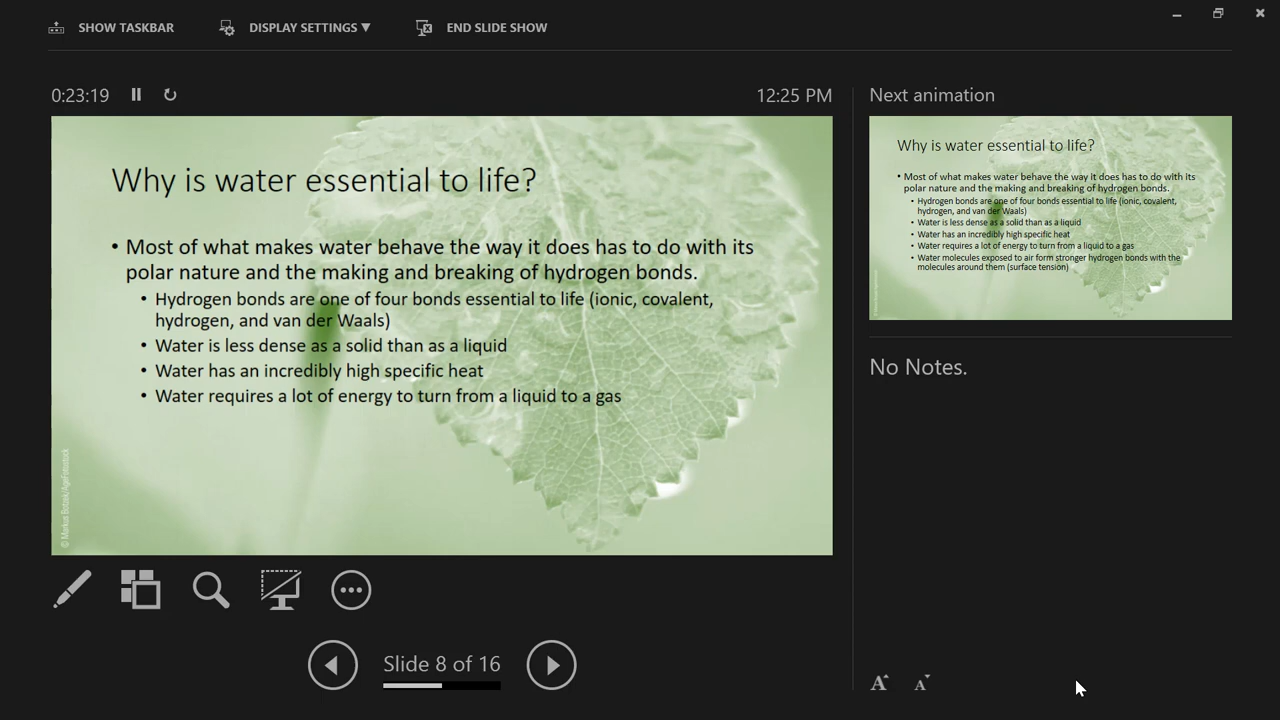 SHOW TASKBAR
DISPLAY SETTINGS ▼
END SLIDE SHOW
0:23:19
12:25 PM
Why is water essential to life?
• Most of what makes water behave the way it does has to do with its
polar nature and the making and breaking of hydrogen bonds.
• Hydrogen bonds are one of four bonds essential to life (ionic, covalent,
hydrogen, and van der Waals)
• Water is less dense as a solid than as a liquid
• Water has an incredibly high specific heat
• Water requires a lot of energy to turn from a liquid to a gas
© Markus Botzek/AgeFotostock
Slide 8 of 16
Next animation
Why is water essential to life?
• Most of what makes water behave the way it does has to do with its
polar nature and the making and breaking of hydrogen bonds.
• Hydrogen bonds are one of four bonds essential to life (ionic, covalent,
hydrogen, and van der Waals)
• Water is less dense as a solid than as a liquid
• Water has an incredibly high specific heat
• Water requires a lot of energy to turn from a liquid to a gas
• Water molecules exposed to air form stronger hydrogen bonds with the
molecules around them (surface tension)
No Notes.
A A